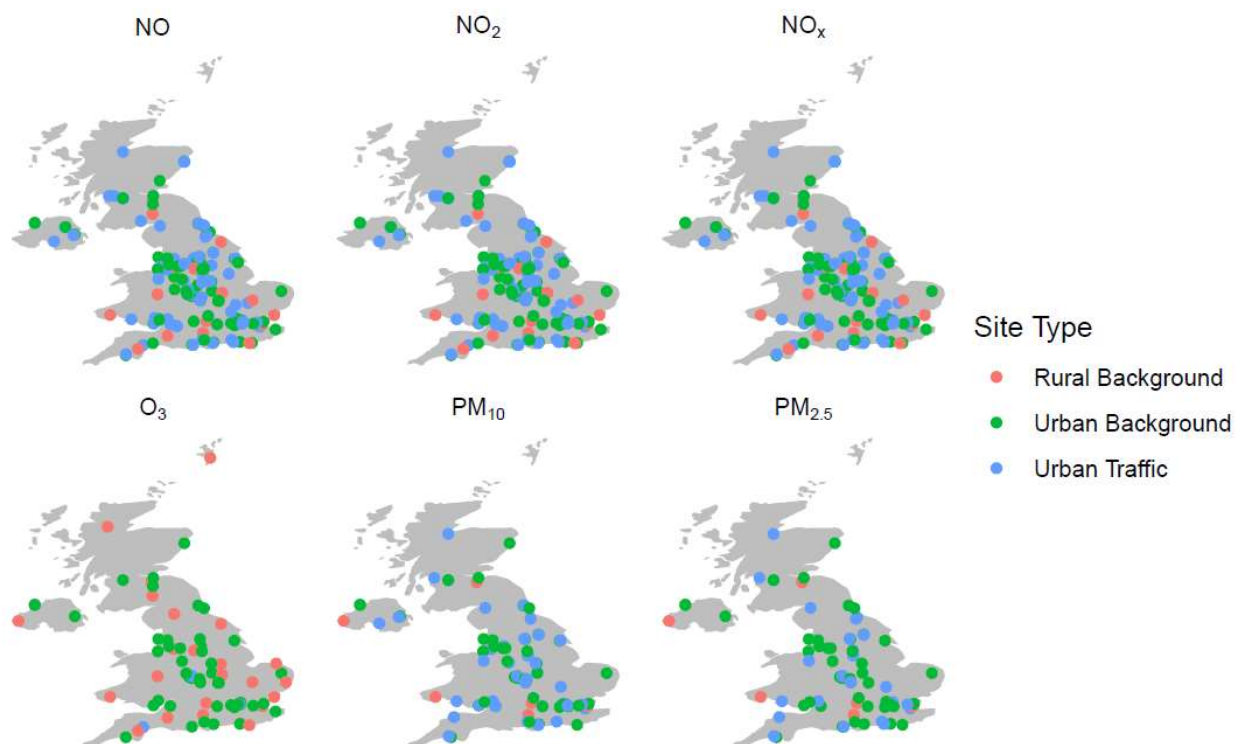 NO
NO₂
NOₓ
Site Type
Rural Background
Urban Background
Urban Traffic
O₃
PM₁₀
PM₂.₅